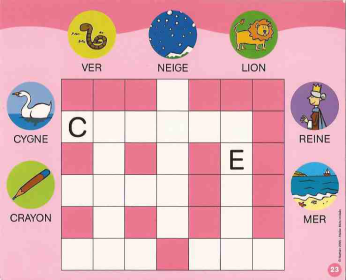 VER NEIGE LION
C
CYGNE REINE
E
CRAYON MER
23